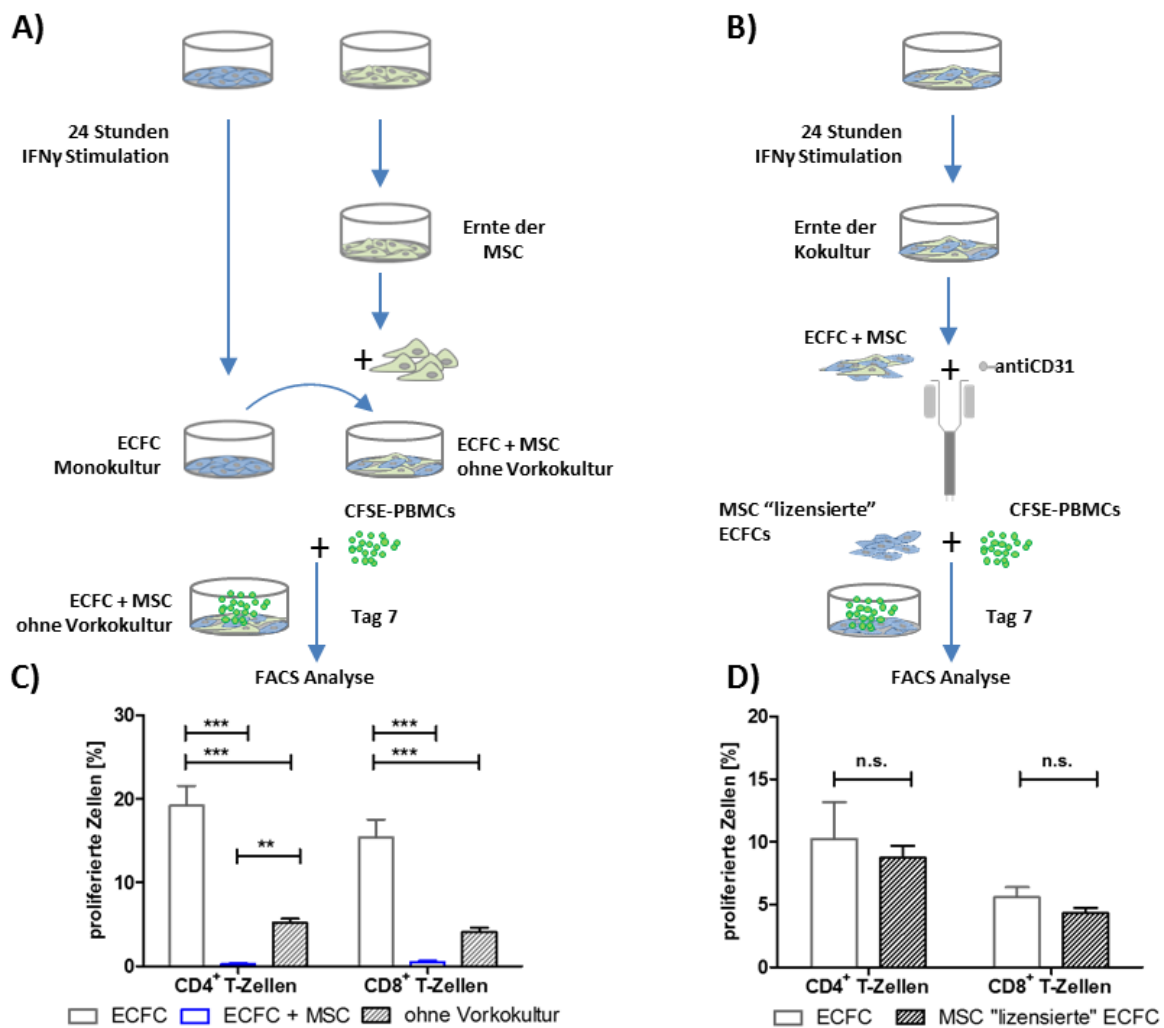 A)
24 Stunden
IFNγ Stimulation
Ernte der
MSC
+
ECFC
Monokultur
ECFC + MSC
ohne Vorkokultur
CFSE-PBMCs
+
ECFC + MSC
ohne Vorkokultur
Tag 7
FACS Analyse
B)
24 Stunden
IFNγ Stimulation
Ernte der
Kokultur
ECFC + MSC
+
antiCD31
MSC “lizensierte”
ECFCs
+
CFSE-PBMCs
Tag 7
FACS Analyse
C)
proliferierte Zellen [%]
30
20
10
0
***
***
**
***
***
CD4+ T-Zellen
CD8+ T-Zellen
ECFC
ECFC + MSC
ohne Vorkokultur
D)
proliferierte Zellen [%]
20
15
10
5
0
n.s.
n.s.
CD4+ T-Zellen
CD8+ T-Zellen
ECFC
MSC "lizensierte" ECFC